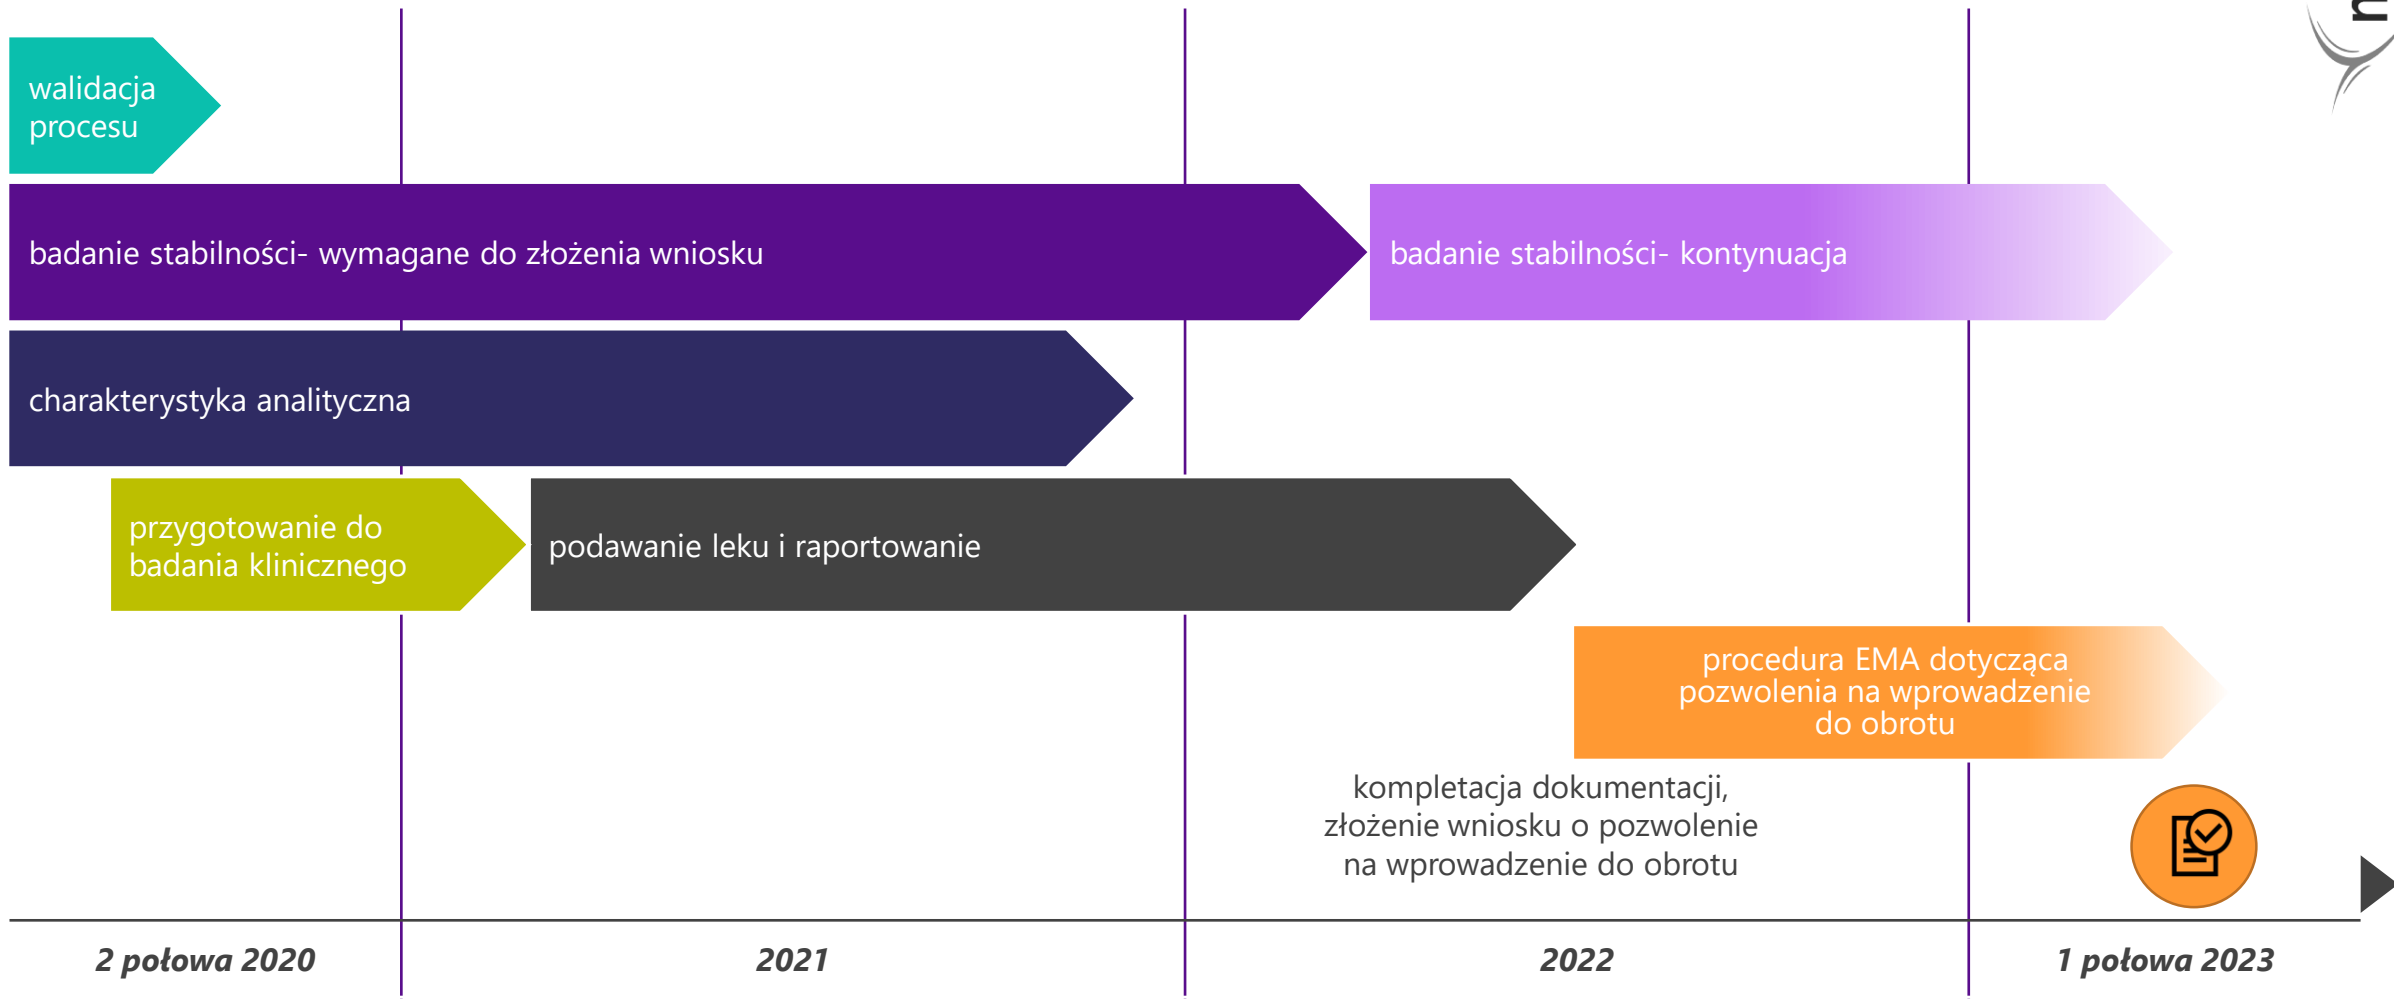 walidacja
procesu
badanie stabilności- wymagane do złożenia wniosku
badanie stabilności- kontynuacja
charakterystyka analityczna
przygotowanie do
badania klinicznego
podawanie leku i raportowanie
procedura EMA dotycząca
pozwolenia na wprowadzenie
do obrotu
kompletacja dokumentacji,
złożenie wniosku o pozwolenie
na wprowadzenie do obrotu
2 połowa 2020
2021
2022
1 połowa 2023